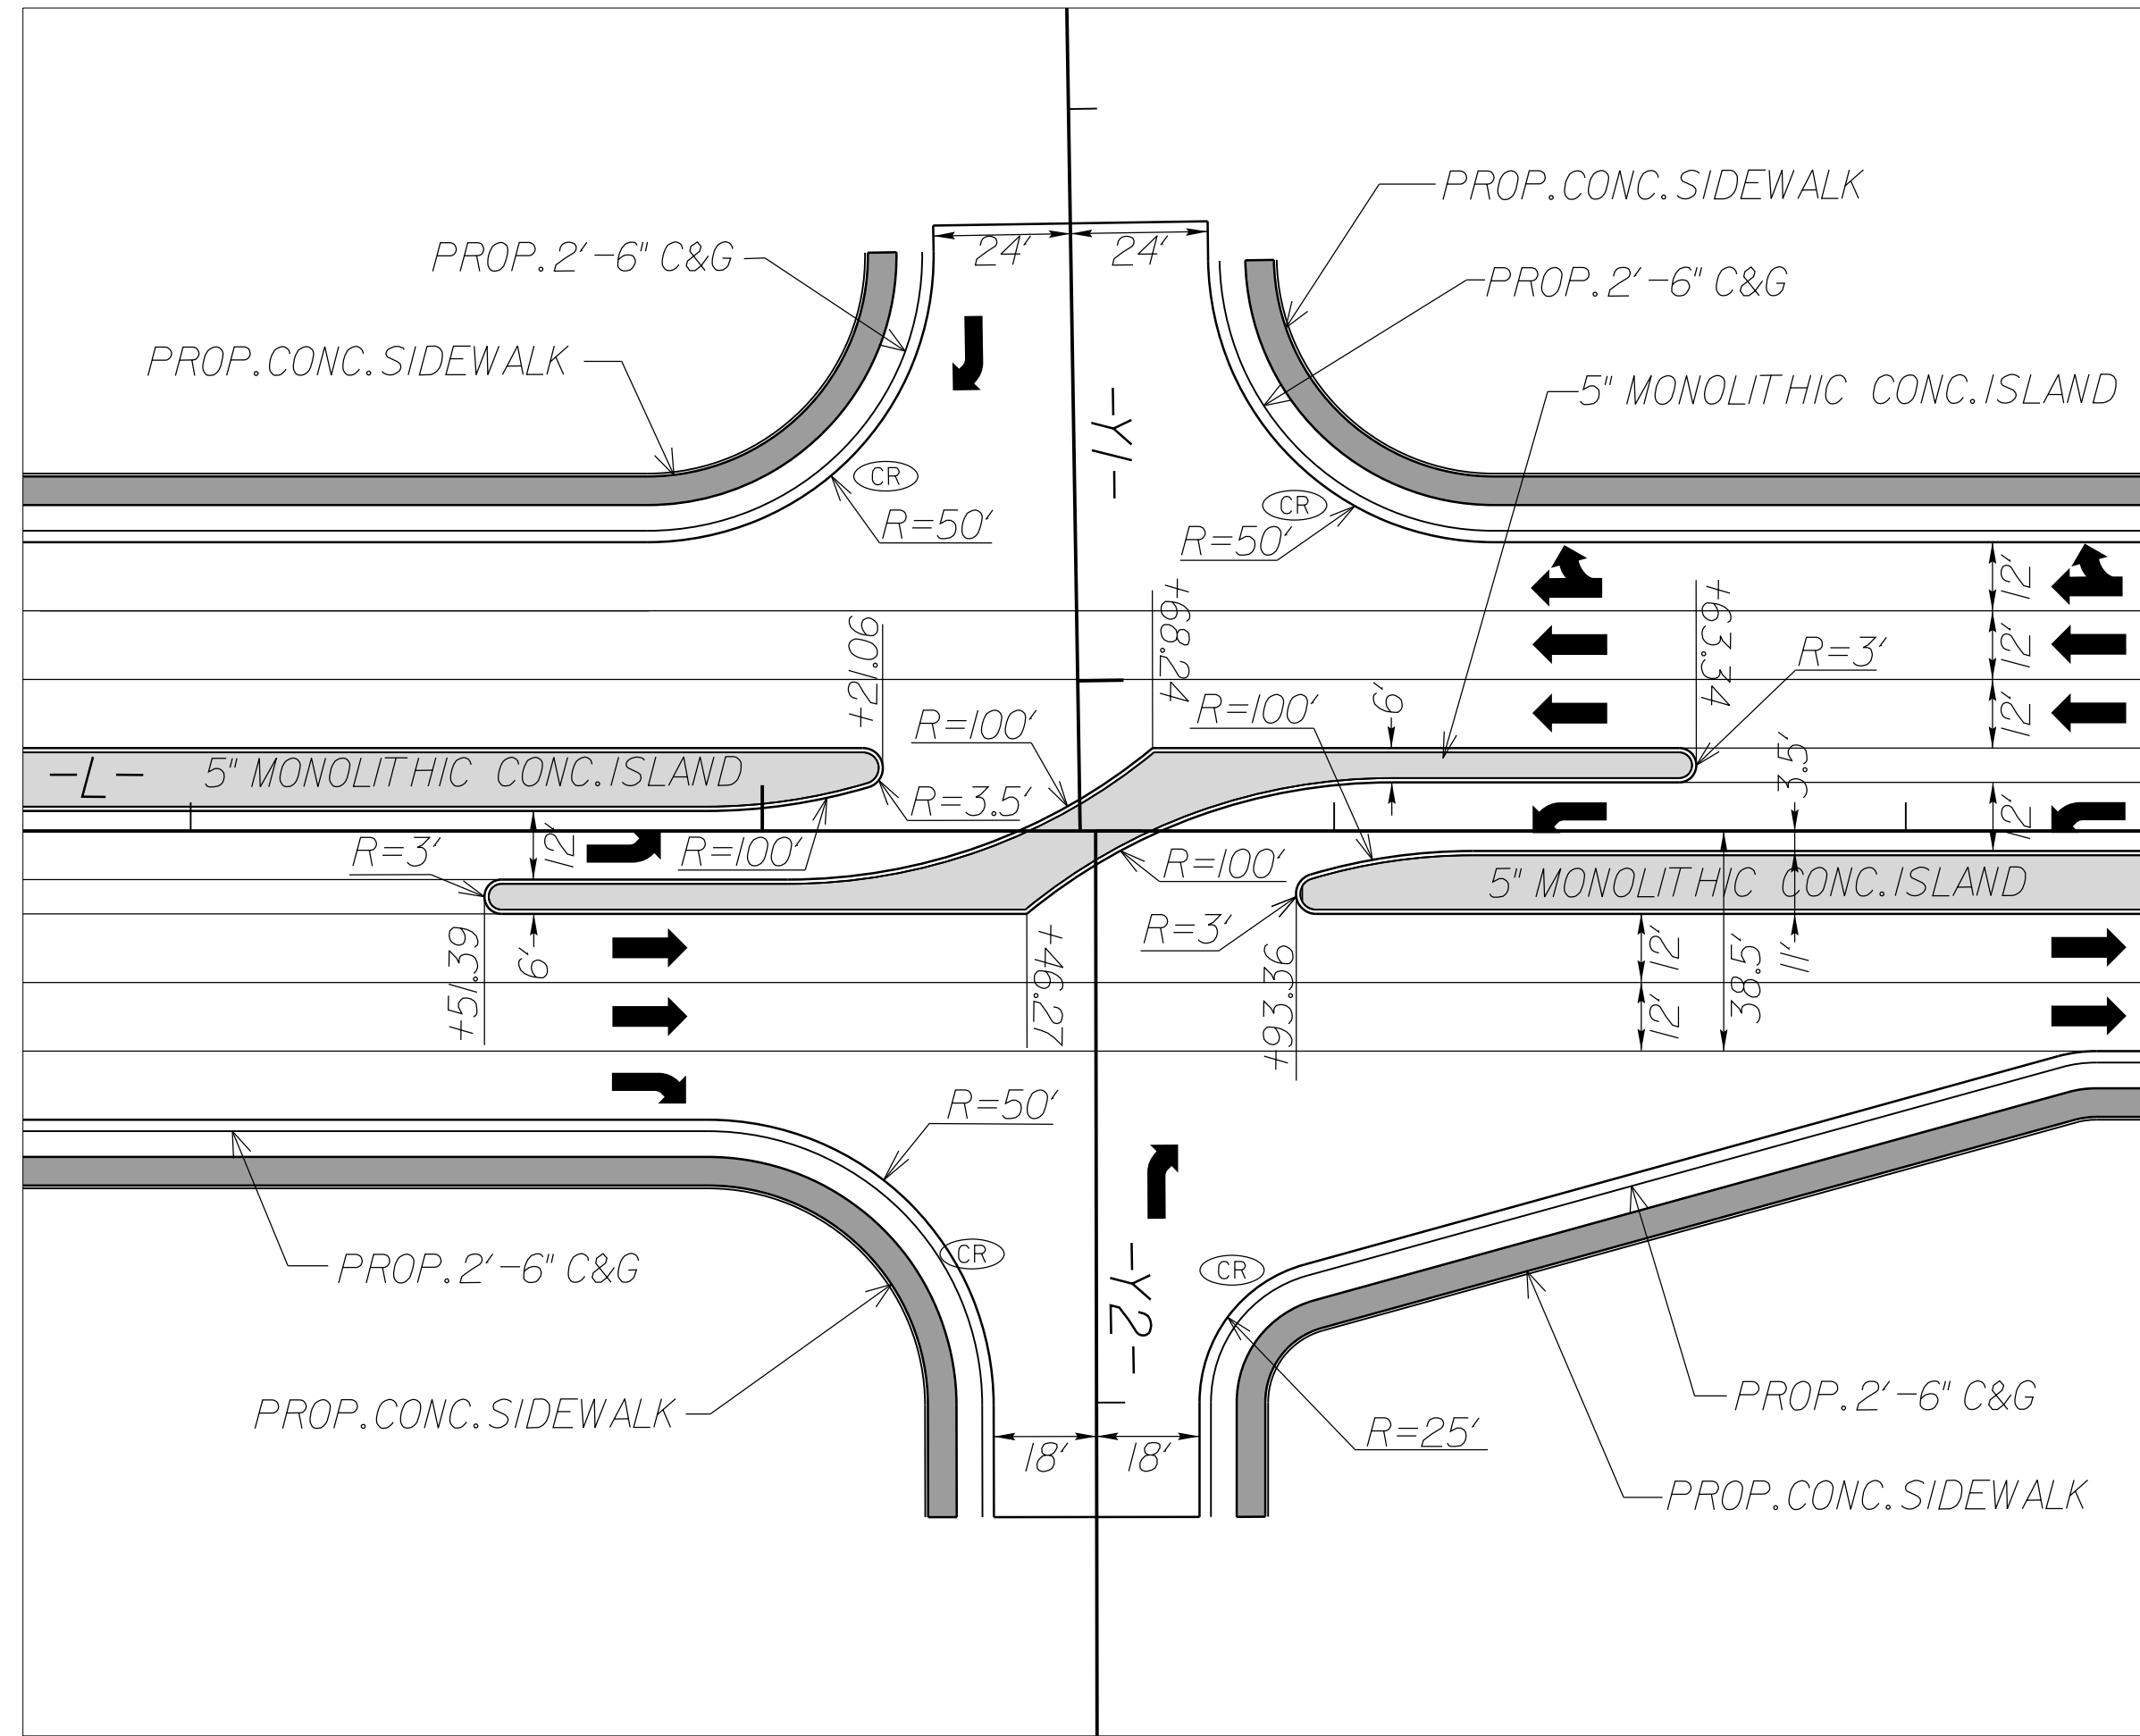 PROP. CONC. SIDEWALK
PROP. 2'-6" C&G
24'
24'
PROP. 2'-6" C&G
PROP. CONC. SIDEWALK
5" MONOLITHIC CONC. ISLAND
-Y1-
CR
R=50'
CR
R=50'
12'
+21.06
+68.24
+63.34
R=3'
12'
R=100'
R=100'
6'
12'
-L-
5" MONOLITHIC CONC. ISLAND
R=3.5'
3.5'
R=3'
12'
R=100'
R=100'
12'
5" MONOLITHIC CONC. ISLAND
R=3'
+51.39
6'
+46.27
+93.36
12'
38.5'
11'
12'
R=50'
CR
CR
-Y2-
PROP. 2'-6" C&G
PROP. CONC. SIDEWALK
18'
18'
R=25'
PROP. 2'-6" C&G
PROP. CONC. SIDEWALK